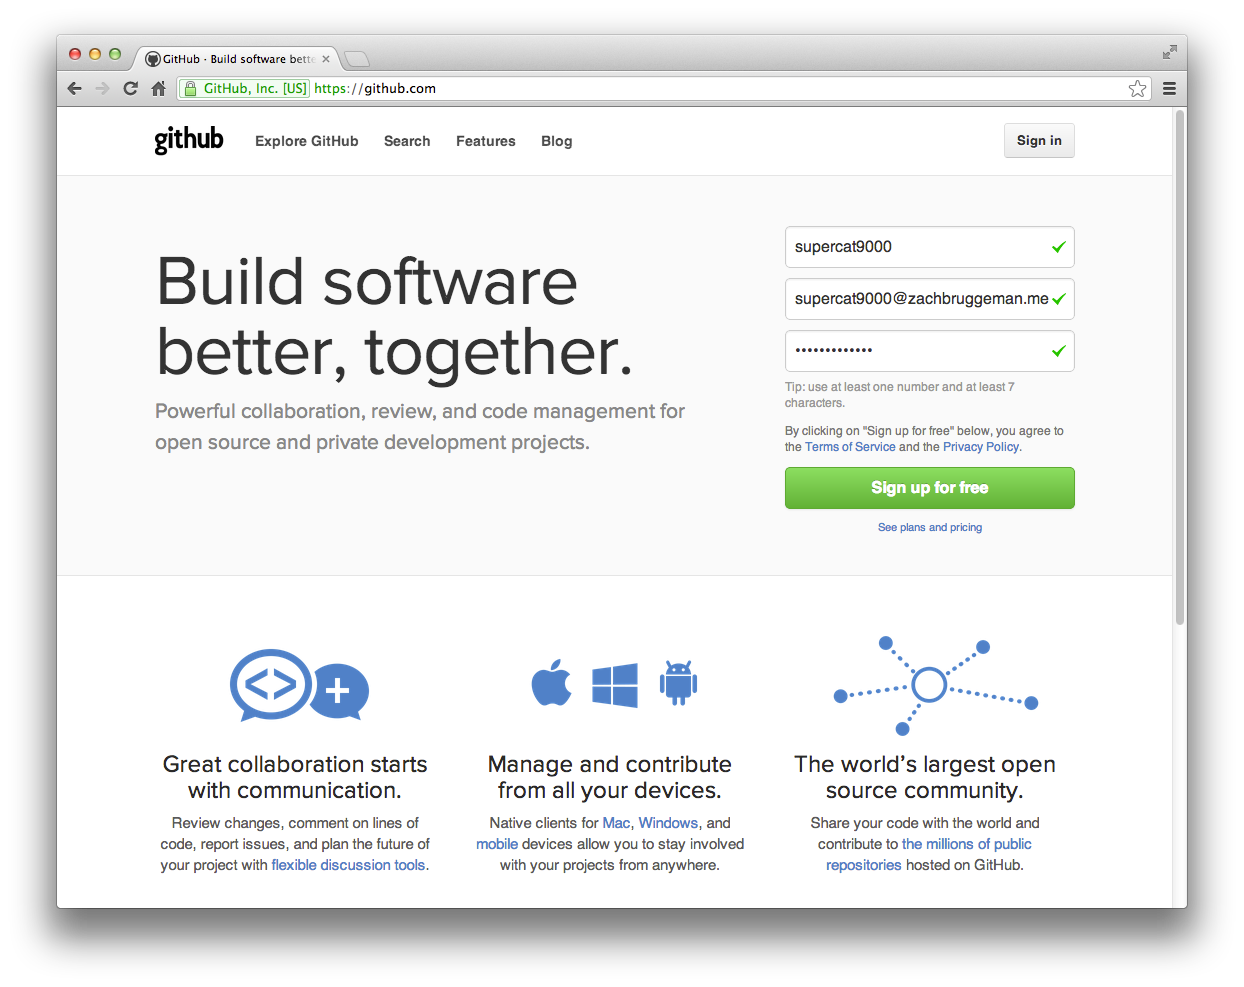 GitHub · Build software bett
GitHub, Inc. [US] https://github.com
github Explore GitHub Search Features Blog Sign in
Build software
better, together.
Powerful collaboration, review, and code management for
open source and private development projects.
supercat9000
supercat9000@zachbruggeman.me
•••••••••••••
Tip: use at least one number and at least 7
characters.
By clicking on "Sign up for free" below, you agree to
the Terms of Service and the Privacy Policy.
Sign up for free
See plans and pricing
Great collaboration starts
with communication.
Review changes, comment on lines of
code, report issues, and plan the future of
your project with flexible discussion tools.
Manage and contribute
from all your devices.
Native clients for Mac, Windows, and
mobile devices allow you to stay involved
with your projects from anywhere.
The world’s largest open
source community.
Share your code with the world and
contribute to the millions of public
repositories hosted on GitHub.